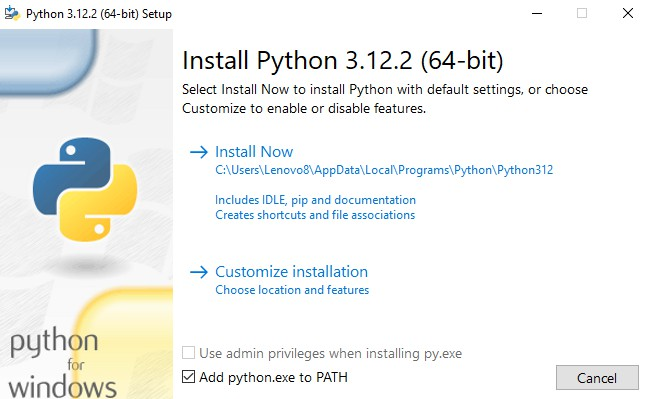 Python 3.12.2 (64-bit) Setup
Install Python 3.12.2 (64-bit)
Select Install Now to install Python with default settings, or choose
Customize to enable or disable features.
Install Now
C:\Users\Lenovo8\AppData\Local\Programs\Python\Python312
Includes IDLE, pip and documentation
Creates shortcuts and file associations
Customize installation
Choose location and features
python
for
windows
Use admin privileges when installing py.exe
Add python.exe to PATH
Cancel